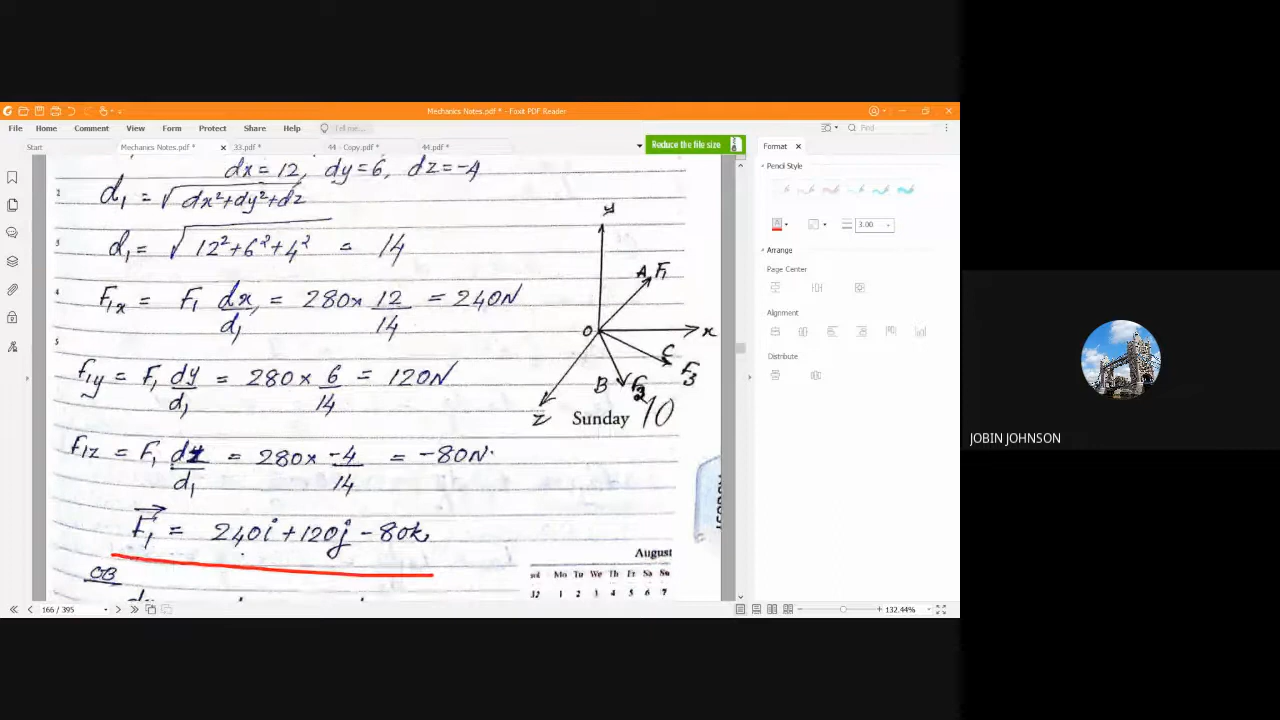 Mechanics Notes.pdf * - Foxit PDF Reader
File Home Comment View Form Protect Share Help Tell me... Find
Start Mechanics Notes.pdf * 33.pdf * 44 - Copy.pdf * 44.pdf * Reduce the file size
dx = 12, dy = 6, dz = -4
d₁ = √dx²+dy²+dz
d₁ = √12²+6²+4² = 14
F₁x = F₁ dx/d₁ = 280 x 12/14 = 240N
f₁y = F₁ dy/d₁ = 280 x 6/14 = 120N
F₁z = F₁ dz/d₁ = 280 x -4/14 = -80N
F₁ = 240i + 120j - 80k
OB
y
A F₁
O x
C
F₃
B F₂
z
Sunday 10
August
Mo Tu We Th Fr Sa Su
32 1 2 3 4 5 6 7
Format
Pencil Style
3.00
Arrange
Page Center
Alignment
Distribute
166 / 395
132.44%
JOBIN JOHNSON